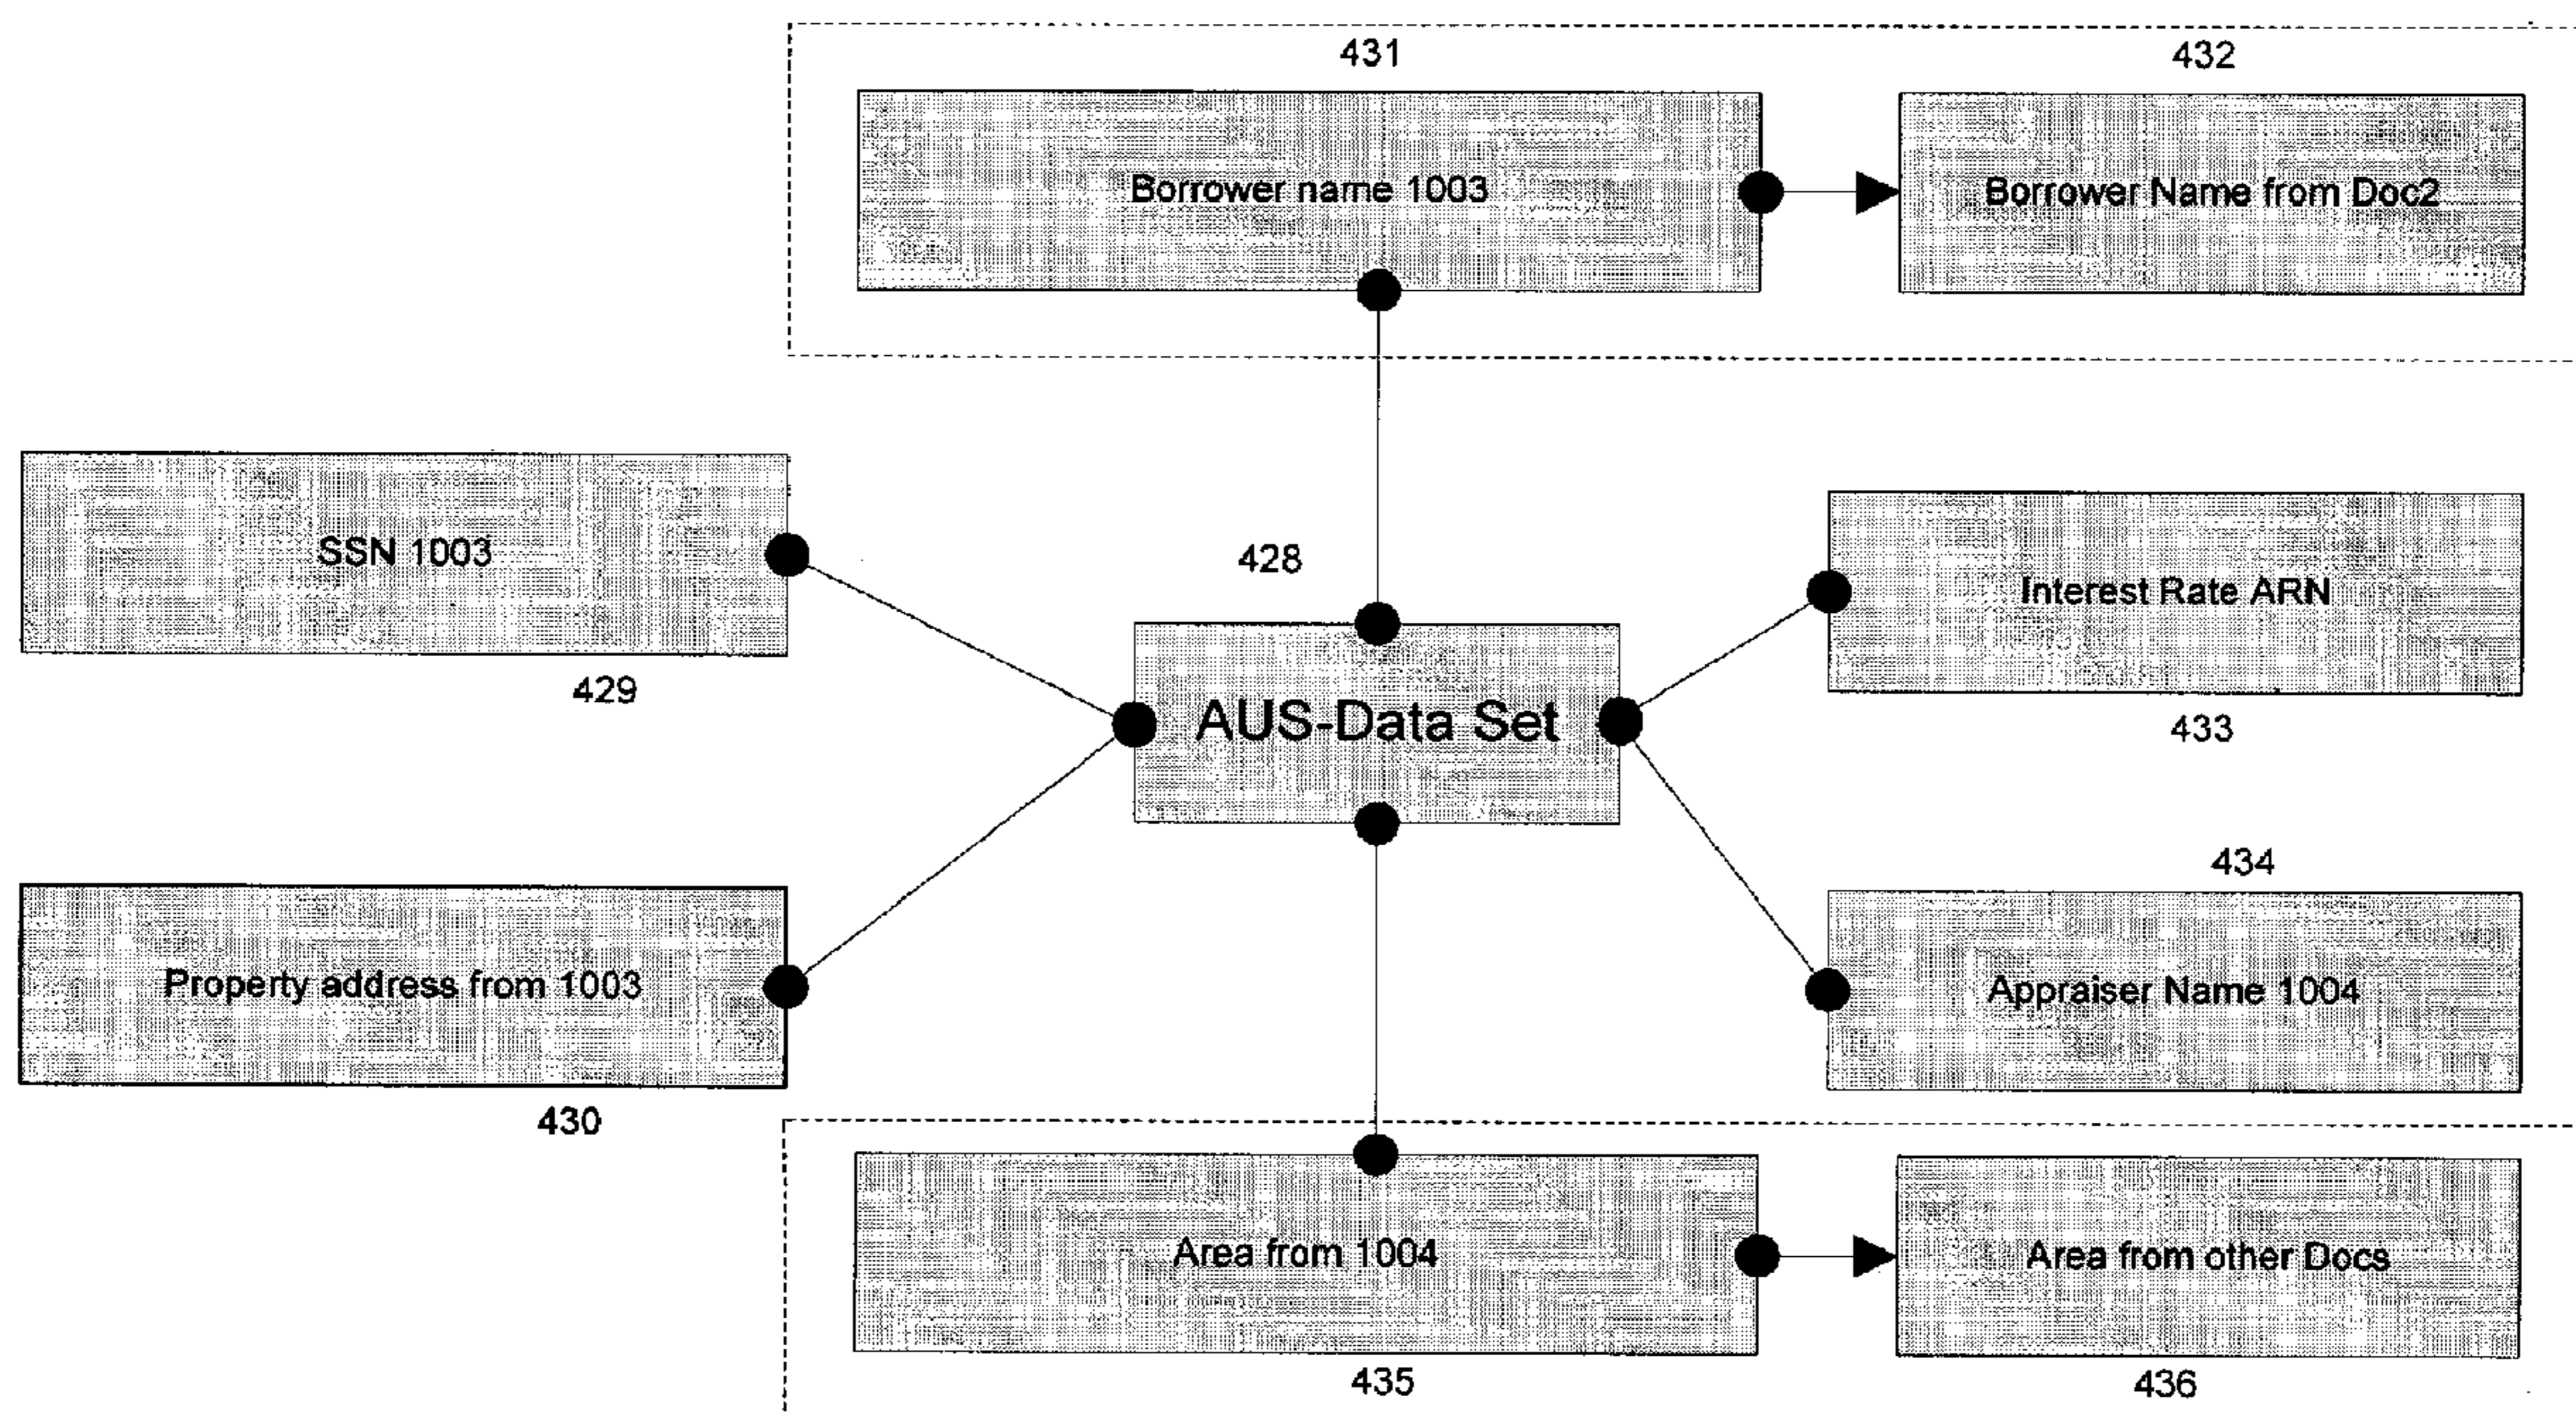 431
432
Borrower name 1003
Borrower Name from Doc2
SSN 1003
428
Interest Rate ARN
429
AUS-Data Set
433
434
Property address from 1003
Appraiser Name 1004
430
Area from 1004
Area from other Docs
435
436